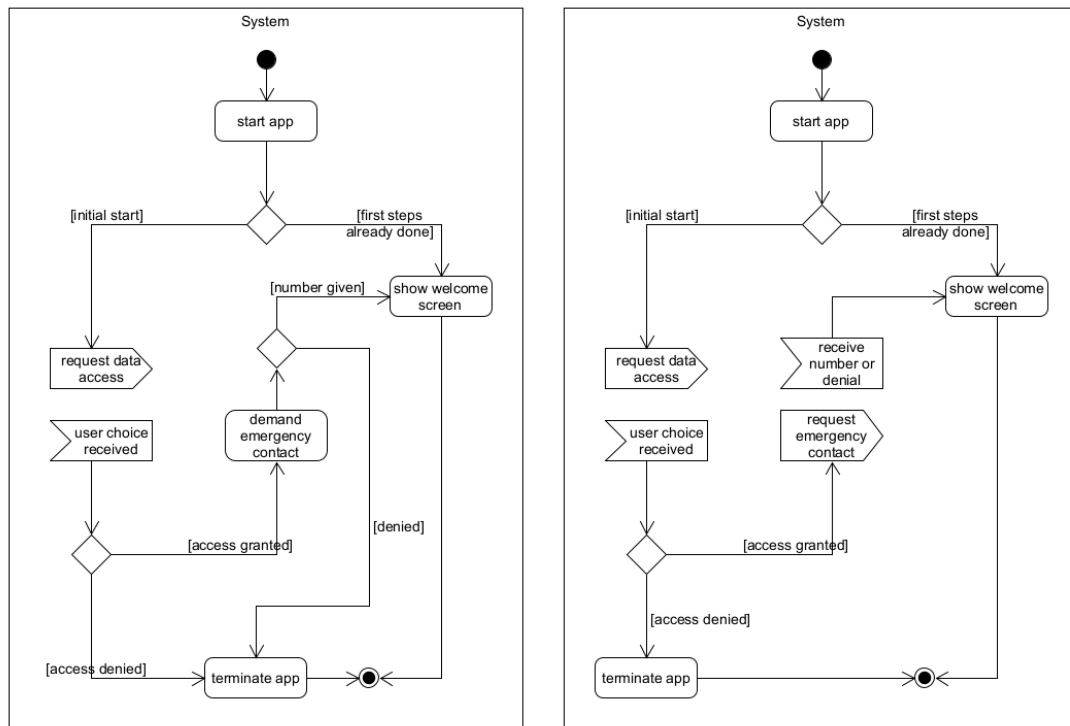 System
start app
[initial start]
[first steps
already done]
[number given]
show welcome
screen
request data
access
user choice
received
demand
emergency
contact
[denied]
[access granted]
[access denied]
terminate app
System
start app
[initial start]
[first steps
already done]
show welcome
screen
request data
access
receive
number or
denial
user choice
received
request
emergency
contact
[access granted]
[access denied]
terminate app